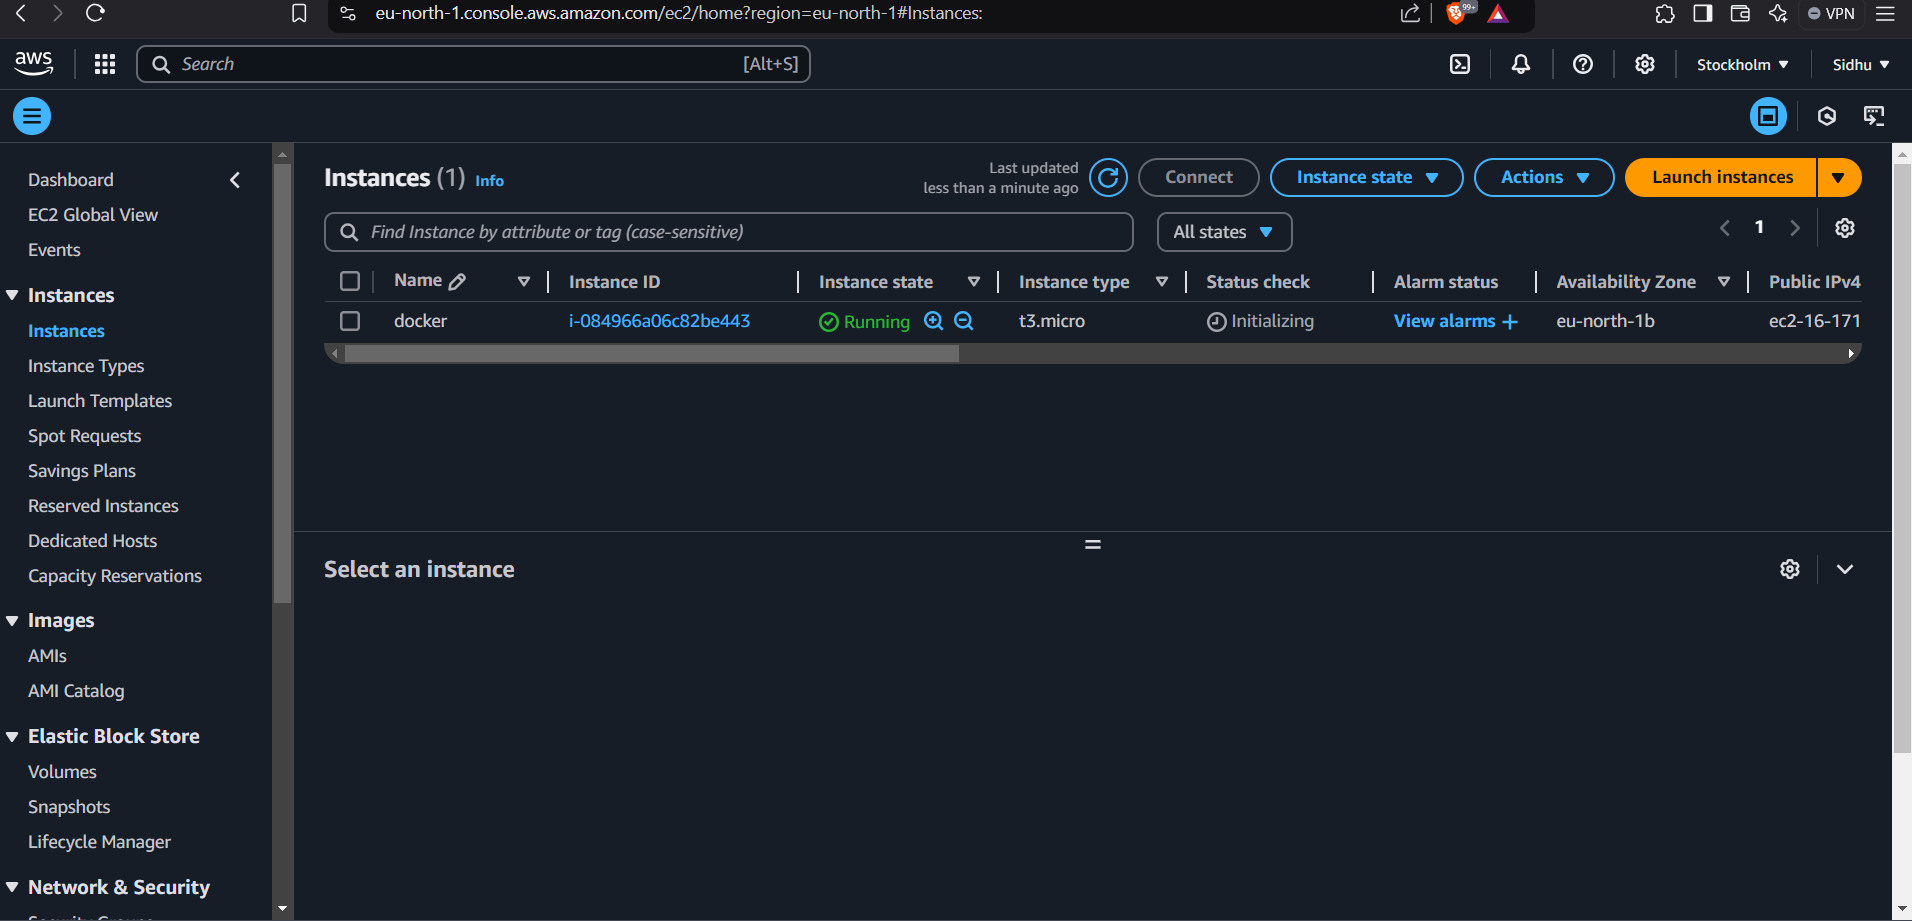 eu-north-1.console.aws.amazon.com/ec2/home?region=eu-north-1#Instances:
99+
VPN
aws
Search
[Alt+S]
Stockholm
Sidhu
Dashboard
EC2 Global View
Events
Instances
Instances
Instance Types
Launch Templates
Spot Requests
Savings Plans
Reserved Instances
Dedicated Hosts
Capacity Reservations
Images
AMIs
AMI Catalog
Elastic Block Store
Volumes
Snapshots
Lifecycle Manager
Network & Security
Instances (1) Info
Last updated
less than a minute ago
Connect
Instance state
Actions
Launch instances
Find Instance by attribute or tag (case-sensitive)
All states
1
Name Instance ID Instance state Instance type Status check Alarm status Availability Zone Public IPv4
docker i-084966a06c82be443 Running t3.micro Initializing View alarms + eu-north-1b ec2-16-171
Select an instance